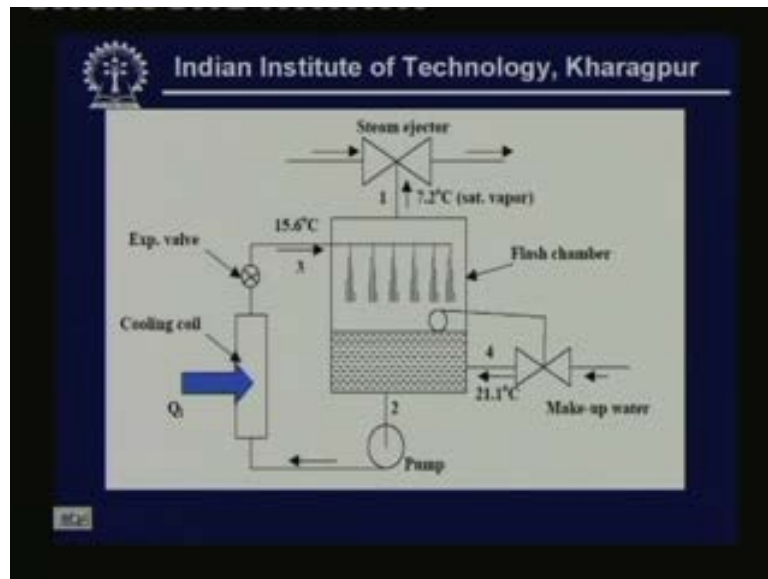 Indian Institute of Technology, Kharagpur
Steam ejector
1
7.2°C (sat. vapor)
15.6°C
Exp. valve
3
Flash chamber
Cooling coil
4
21.1°C
Make-up water
Q
2
Pump